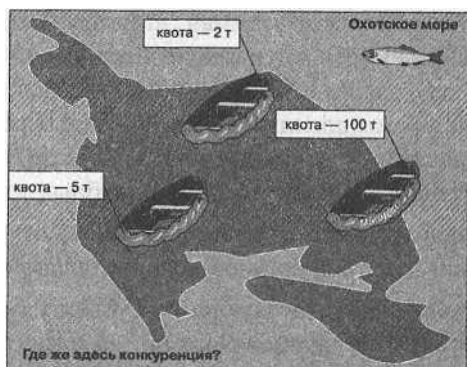 Охотское море
квота — 2 т
квота — 100 т
квота — 5 т
Где же здесь конкуренция?